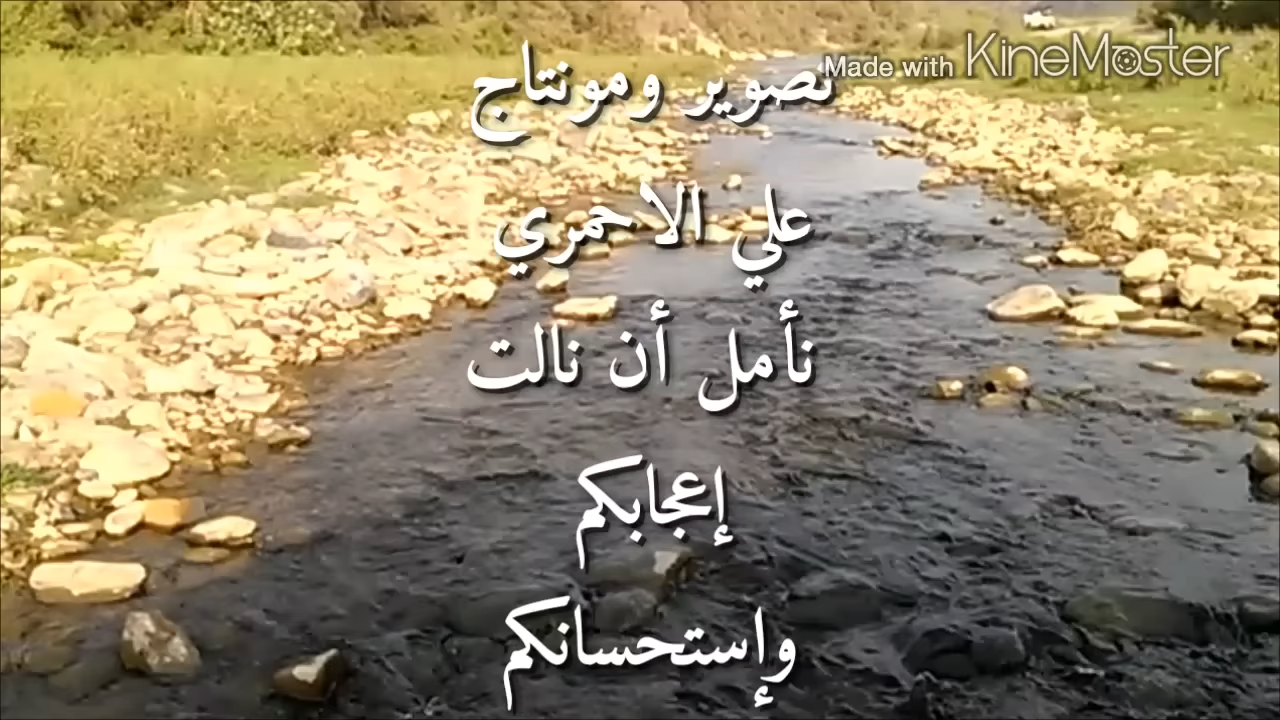 Made with KineMaster
تصوير ومونتاج
علي الاحمري
نأمل أن نالت
إعجابكم
وإستحسانكم